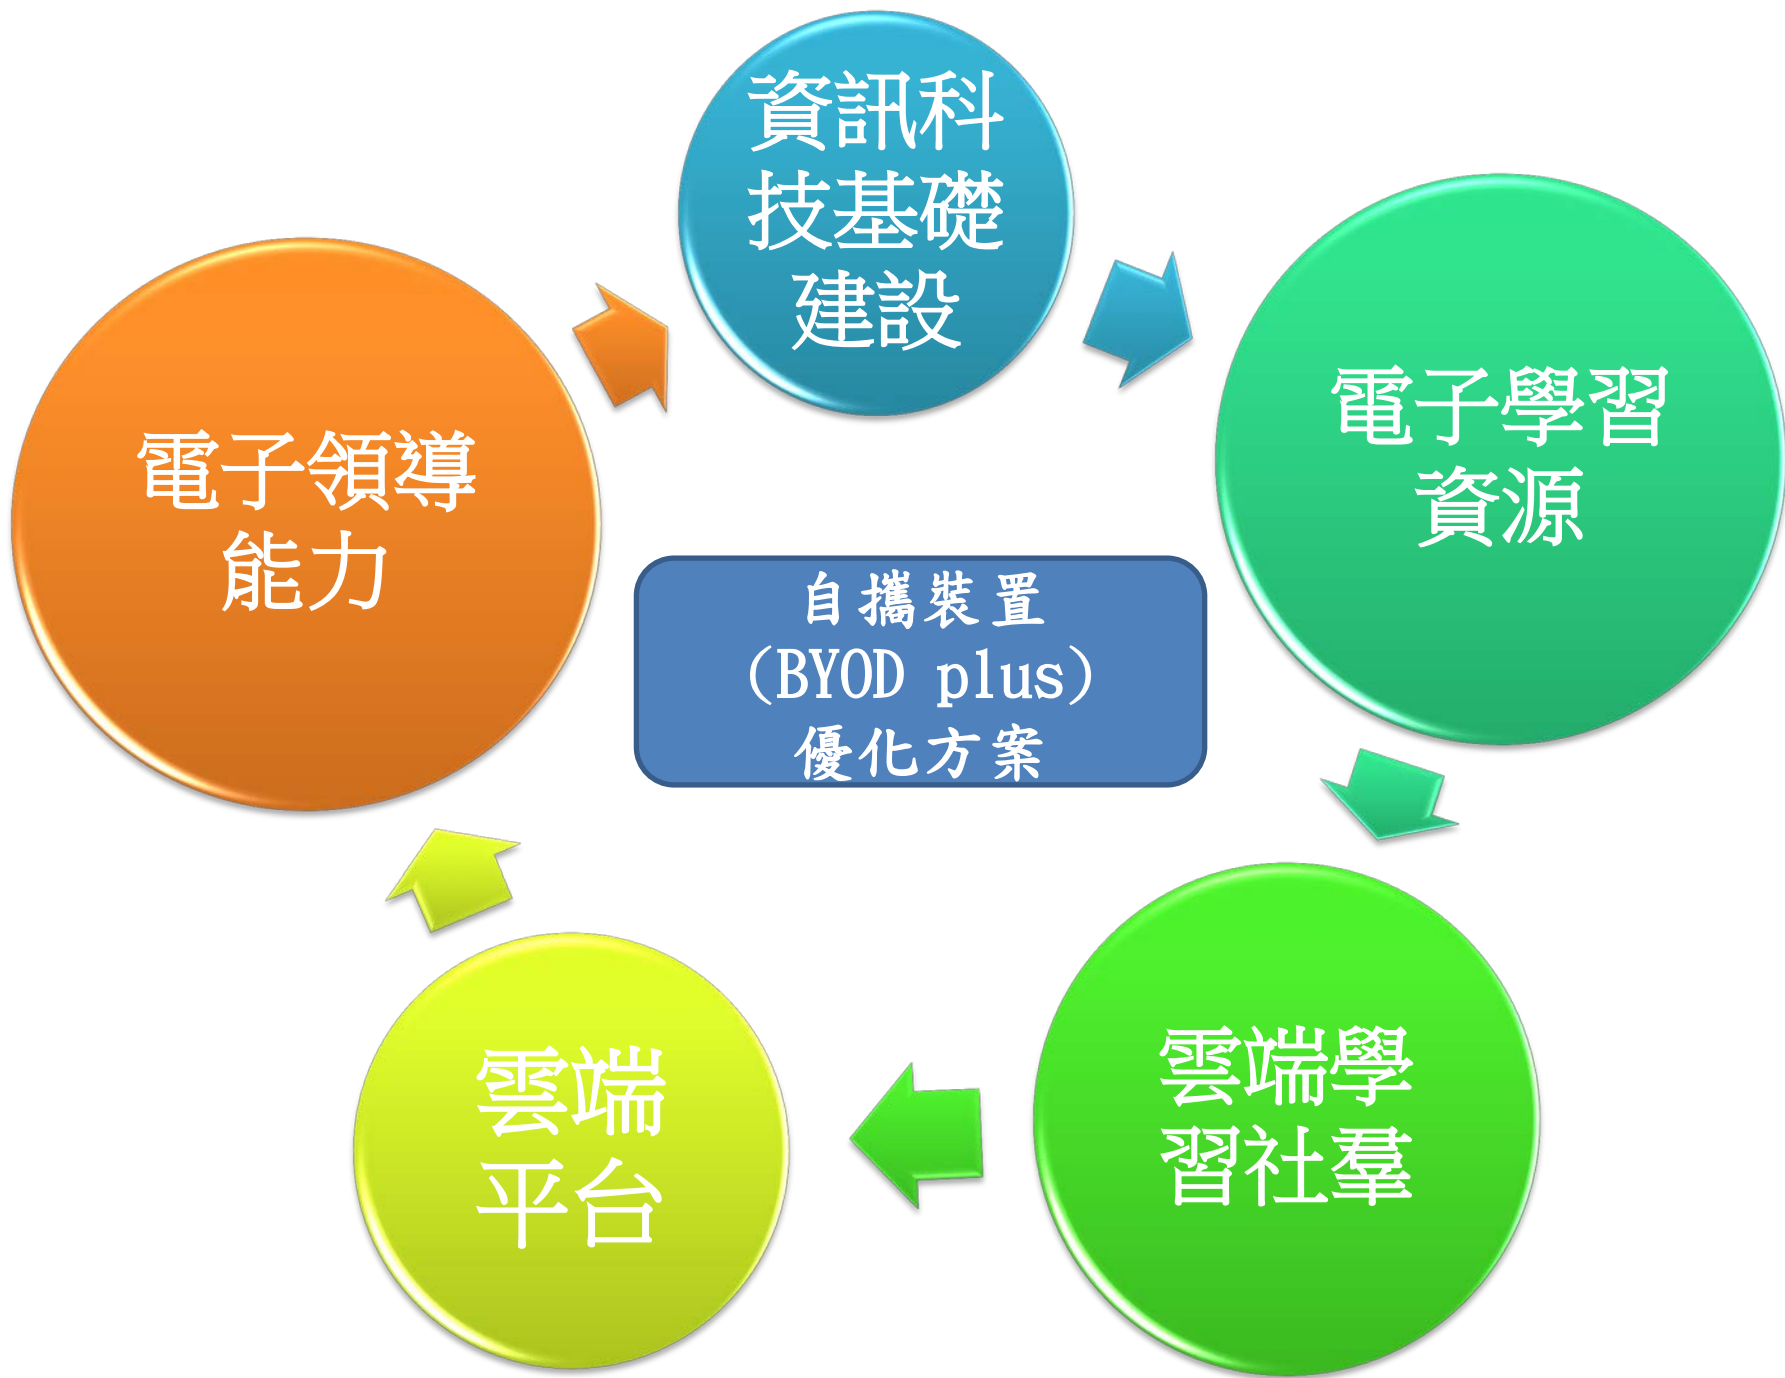 資訊科
技基礎
建設
電子學習
資源
雲端學
習社羣
雲端
平台
電子領導
能力
自攜裝置
(BYOD plus)
優化方案